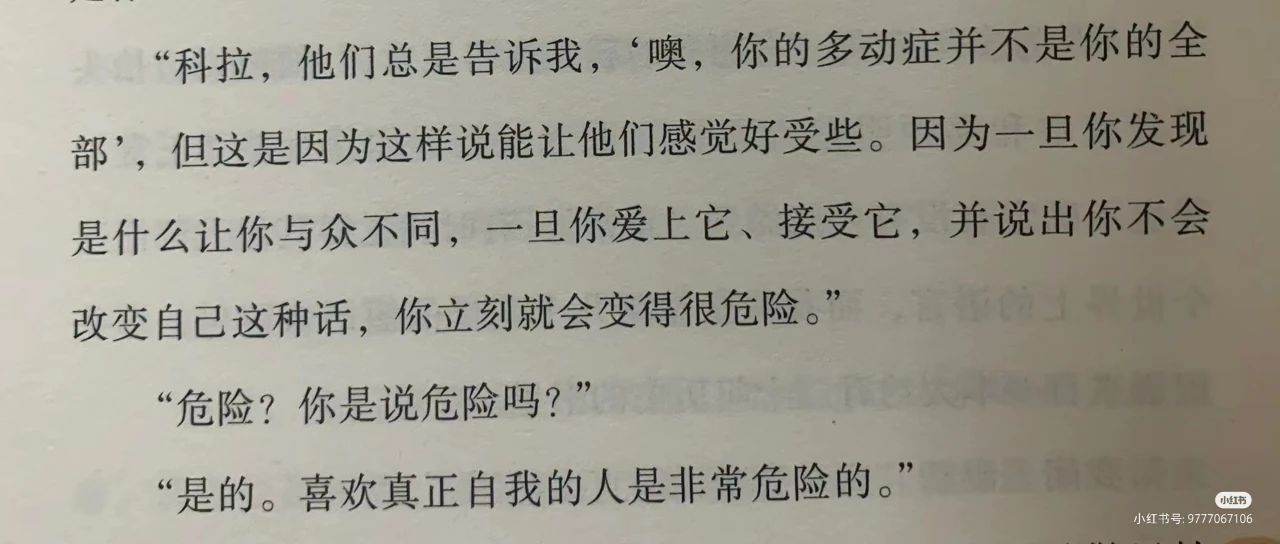 “科拉，他们总是告诉我，‘噢，你的多动症并不是你的全
部’，但这是因为这样说能让他们感觉好受些。因为一旦你发现
是什么让你与众不同，一旦你爱上它、接受它，并说出你不会
改变自己这种话，你立刻就会变得很危险。”
“危险？你是说危险吗？”
“是的。喜欢真正自我的人是非常危险的。”
小红书
小红书号: 9777067106